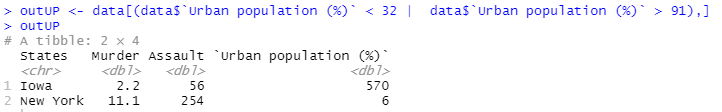 > outUP <- data[(data$`Urban population (%)` < 32 |  data$`Urban population (%)` > 91),]
> outUP
# A tibble: 2 × 4
  States   Murder Assault `Urban population (%)`
  <chr>     <dbl>   <dbl>                  <dbl>
1 Iowa        2.2      56                    570
2 New York   11.1     254                      6